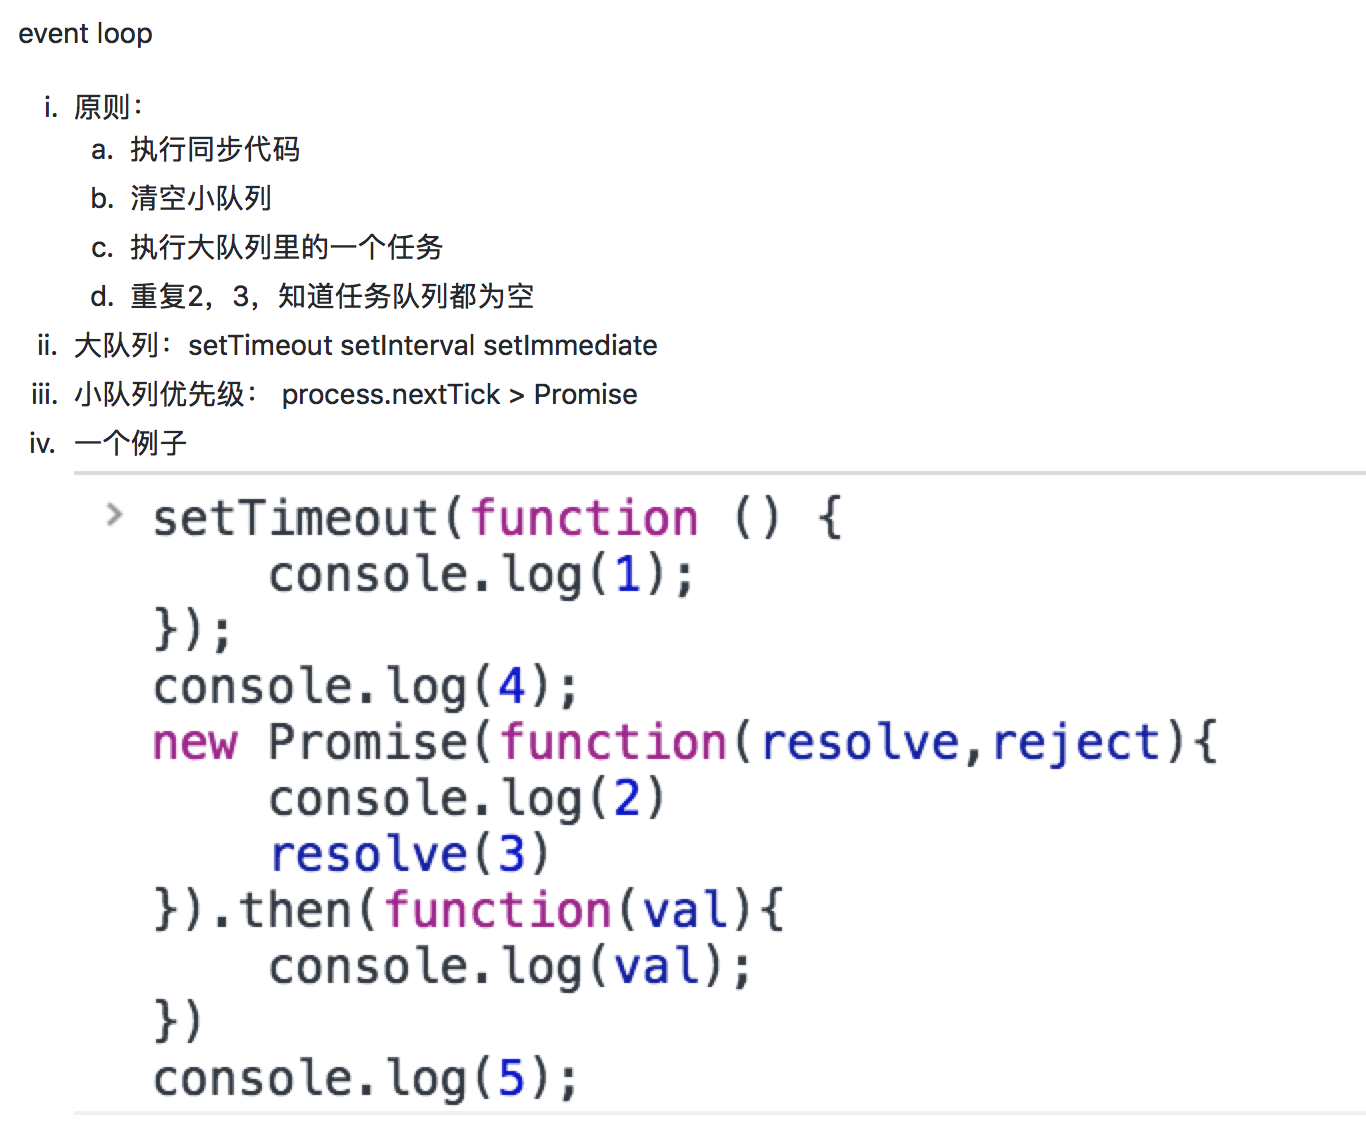 event loop
i. 原则：
a. 执行同步代码
b. 清空小队列
c. 执行大队列里的一个任务
d. 重复2，3，知道任务队列都为空
ii. 大队列：setTimeout setInterval setImmediate
iii. 小队列优先级： process.nextTick > Promise
iv. 一个例子
> setTimeout(function () {
console.log(1);
});
console.log(4);
new Promise(function(resolve,reject){
console.log(2)
resolve(3)
}).then(function(val){
console.log(val);
})
console.log(5);